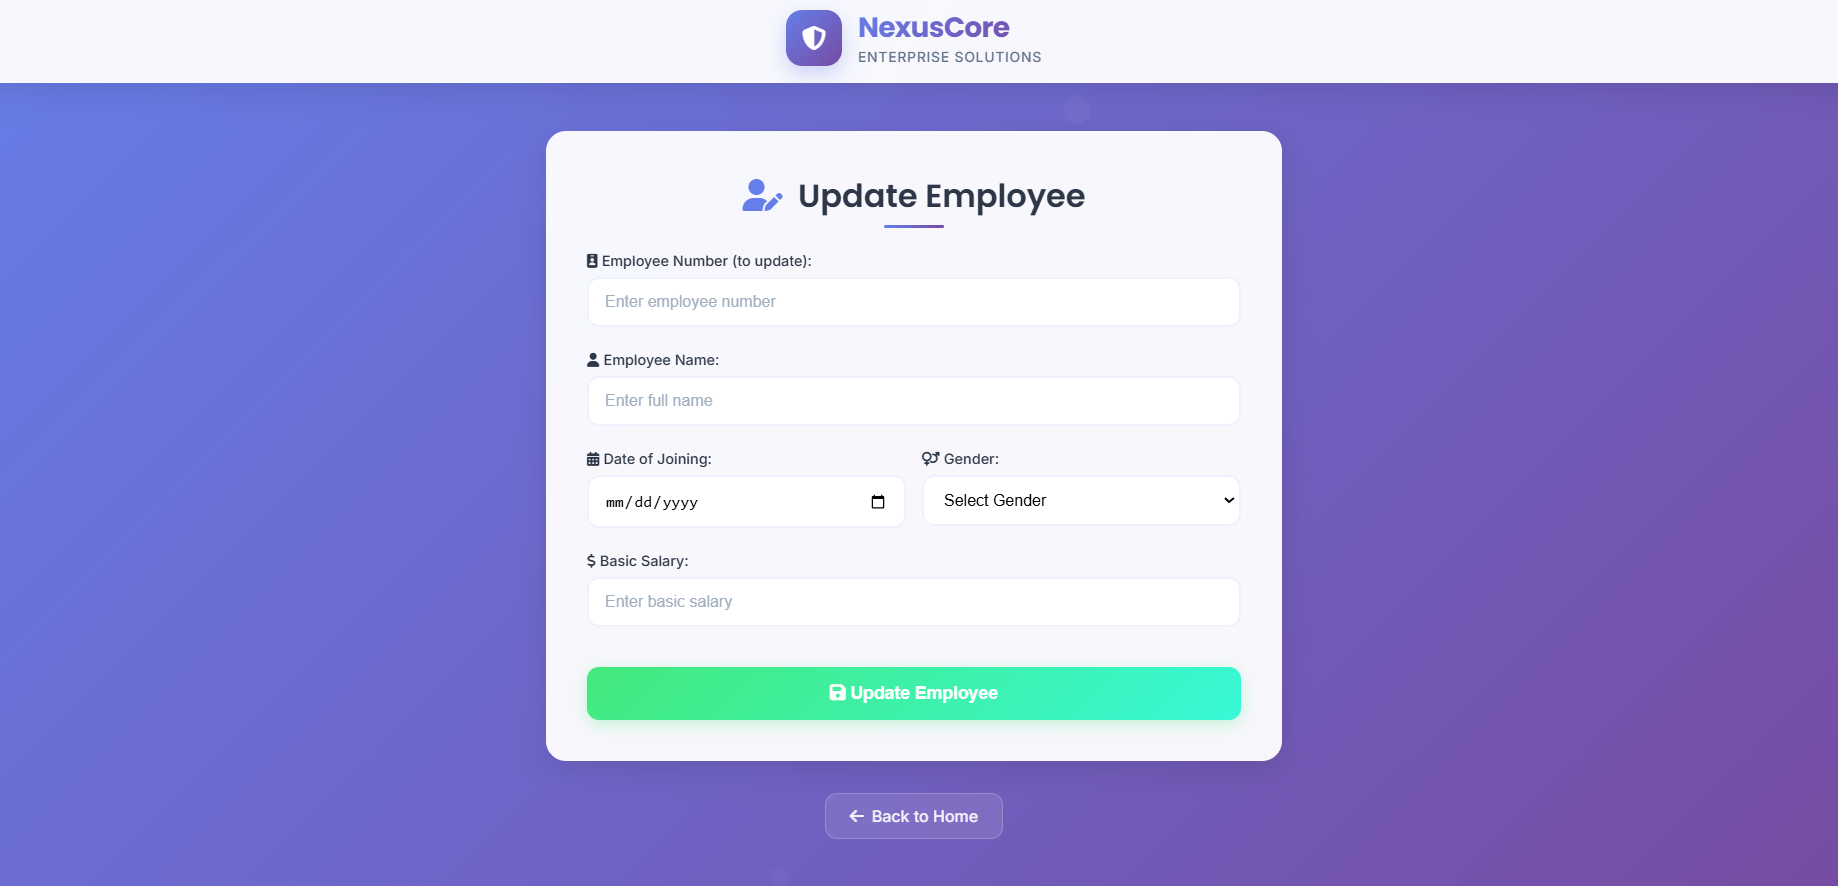 NexusCore
ENTERPRISE SOLUTIONS
Update Employee
Employee Number (to update):
Enter employee number
Employee Name:
Enter full name
Date of Joining:
Gender:
mm/dd/yyyy
Select Gender
Basic Salary:
Enter basic salary
Update Employee
Back to Home